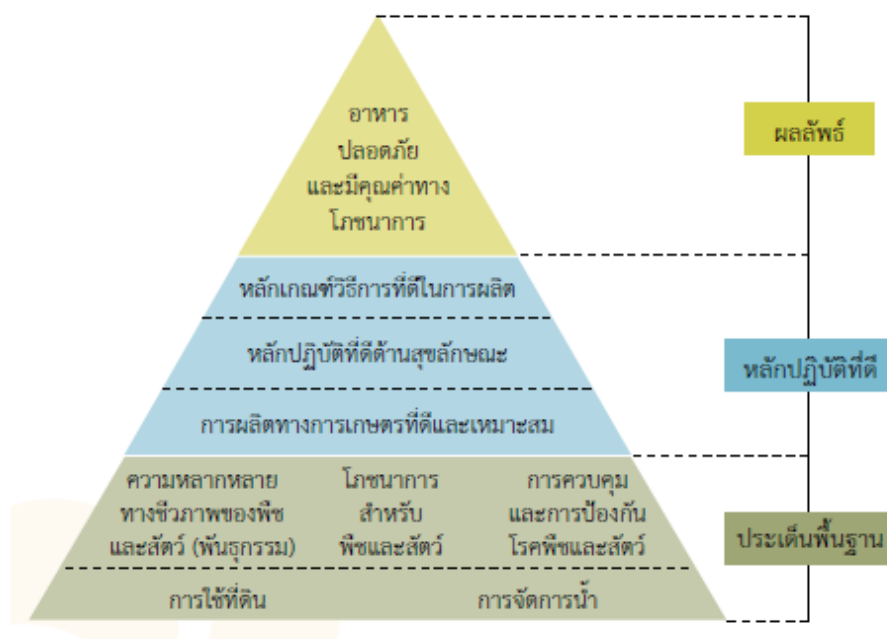 อาหาร
ปลอดภัย
และมีคุณค่าทาง
โภชนาการ
ผลลัพธ์
หลักเกณฑ์วิธีการที่ดีในการผลิต
หลักปฏิบัติที่ดีด้านสุขลักษณะ
การผลิตทางการเกษตรที่ดีและเหมาะสม
หลักปฏิบัติที่ดี
ความหลากหลาย
ทางชีวภาพของพืช
และสัตว์ (พันธุกรรม)
โภชนาการ
สำหรับ
พืชและสัตว์
การควบคุม
และการป้องกัน
โรคพืชและสัตว์
ประเด็นพื้นฐาน
การใช้ที่ดิน
การจัดการน้ำ